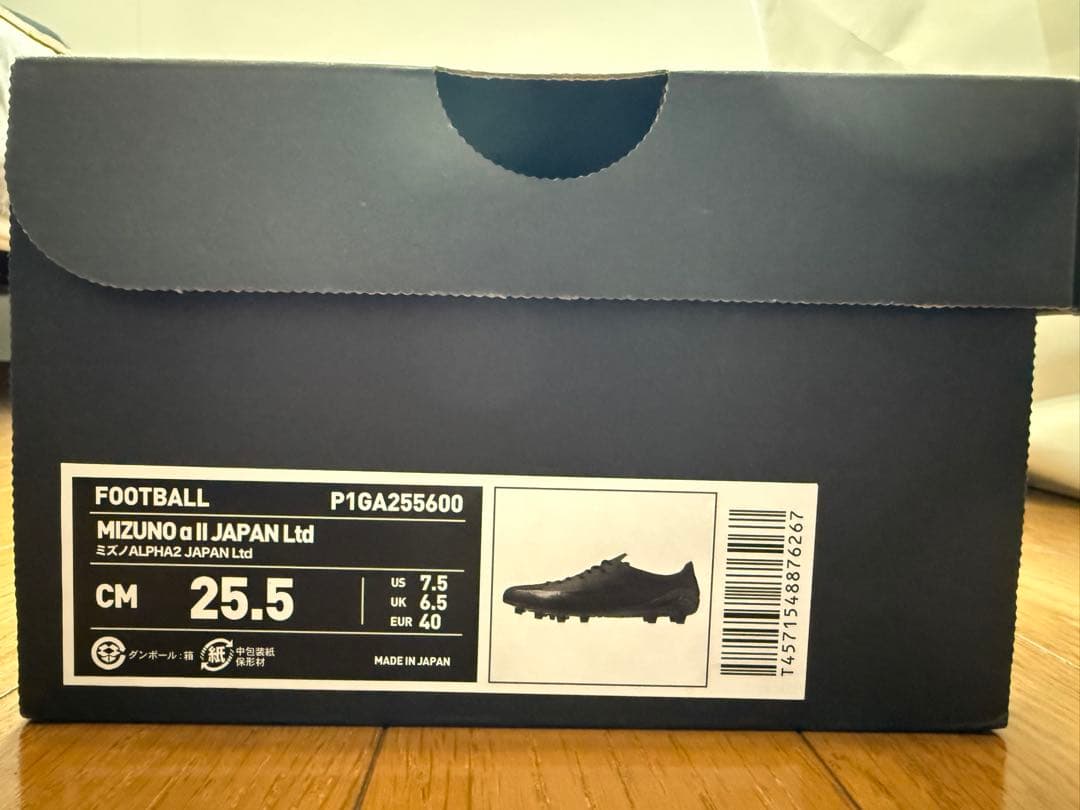 FOOTBALL P1GA255600
MIZUNO α II JAPAN Ltd
ミズノALPHA2 JAPAN Ltd
CM 25.5
US 7.5
UK 6.5
EUR 40
ダンボール：箱
紙
中包装紙
保形材
MADE IN JAPAN
T4571548876267